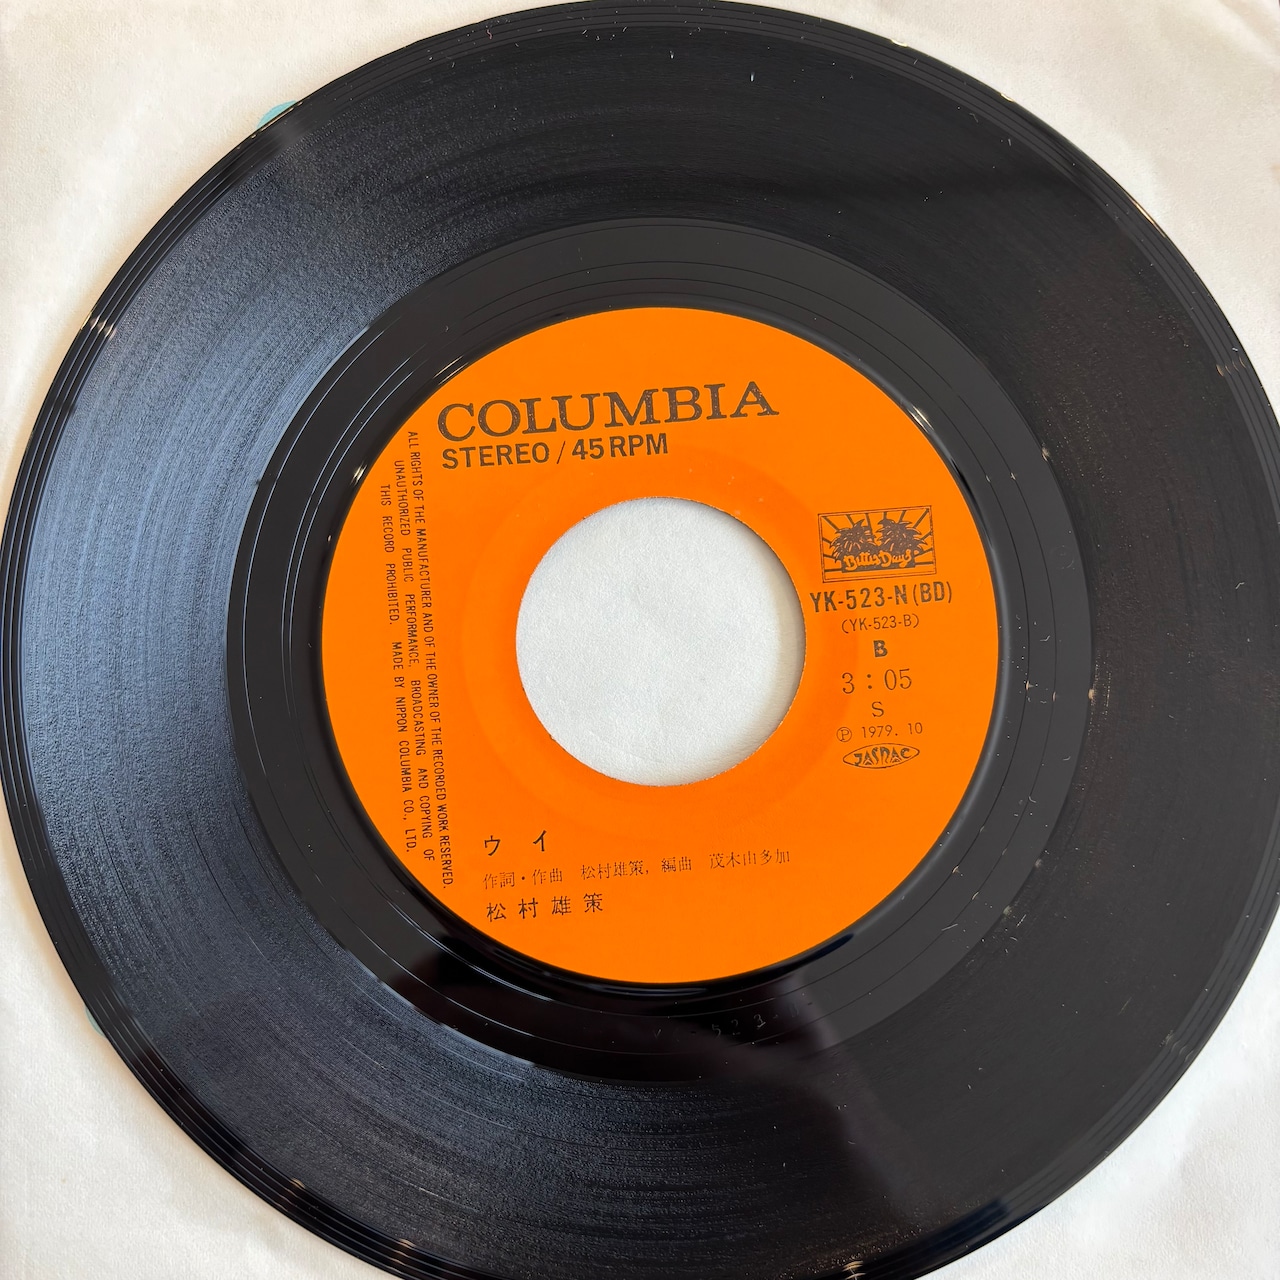 COLUMBIA
STEREO / 45 RPM
ALL RIGHTS OF THE MANUFACTURER AND OF THE OWNER OF THE RECORDED WORK RESERVED.
UNAUTHORIZED PUBLIC PERFORMANCE, BROADCASTING AND COPYING OF
THIS RECORD PROHIBITED. MADE BY NIPPON COLUMBIA CO., LTD.
Better Days
YK-523-N (BD)
(YK-523-B)
B
3 : 05
S
Ⓟ 1979. 10
JASRAC
ウイ
作詞・作曲 松村雄策, 編曲 茂木由多加
松村雄策
523